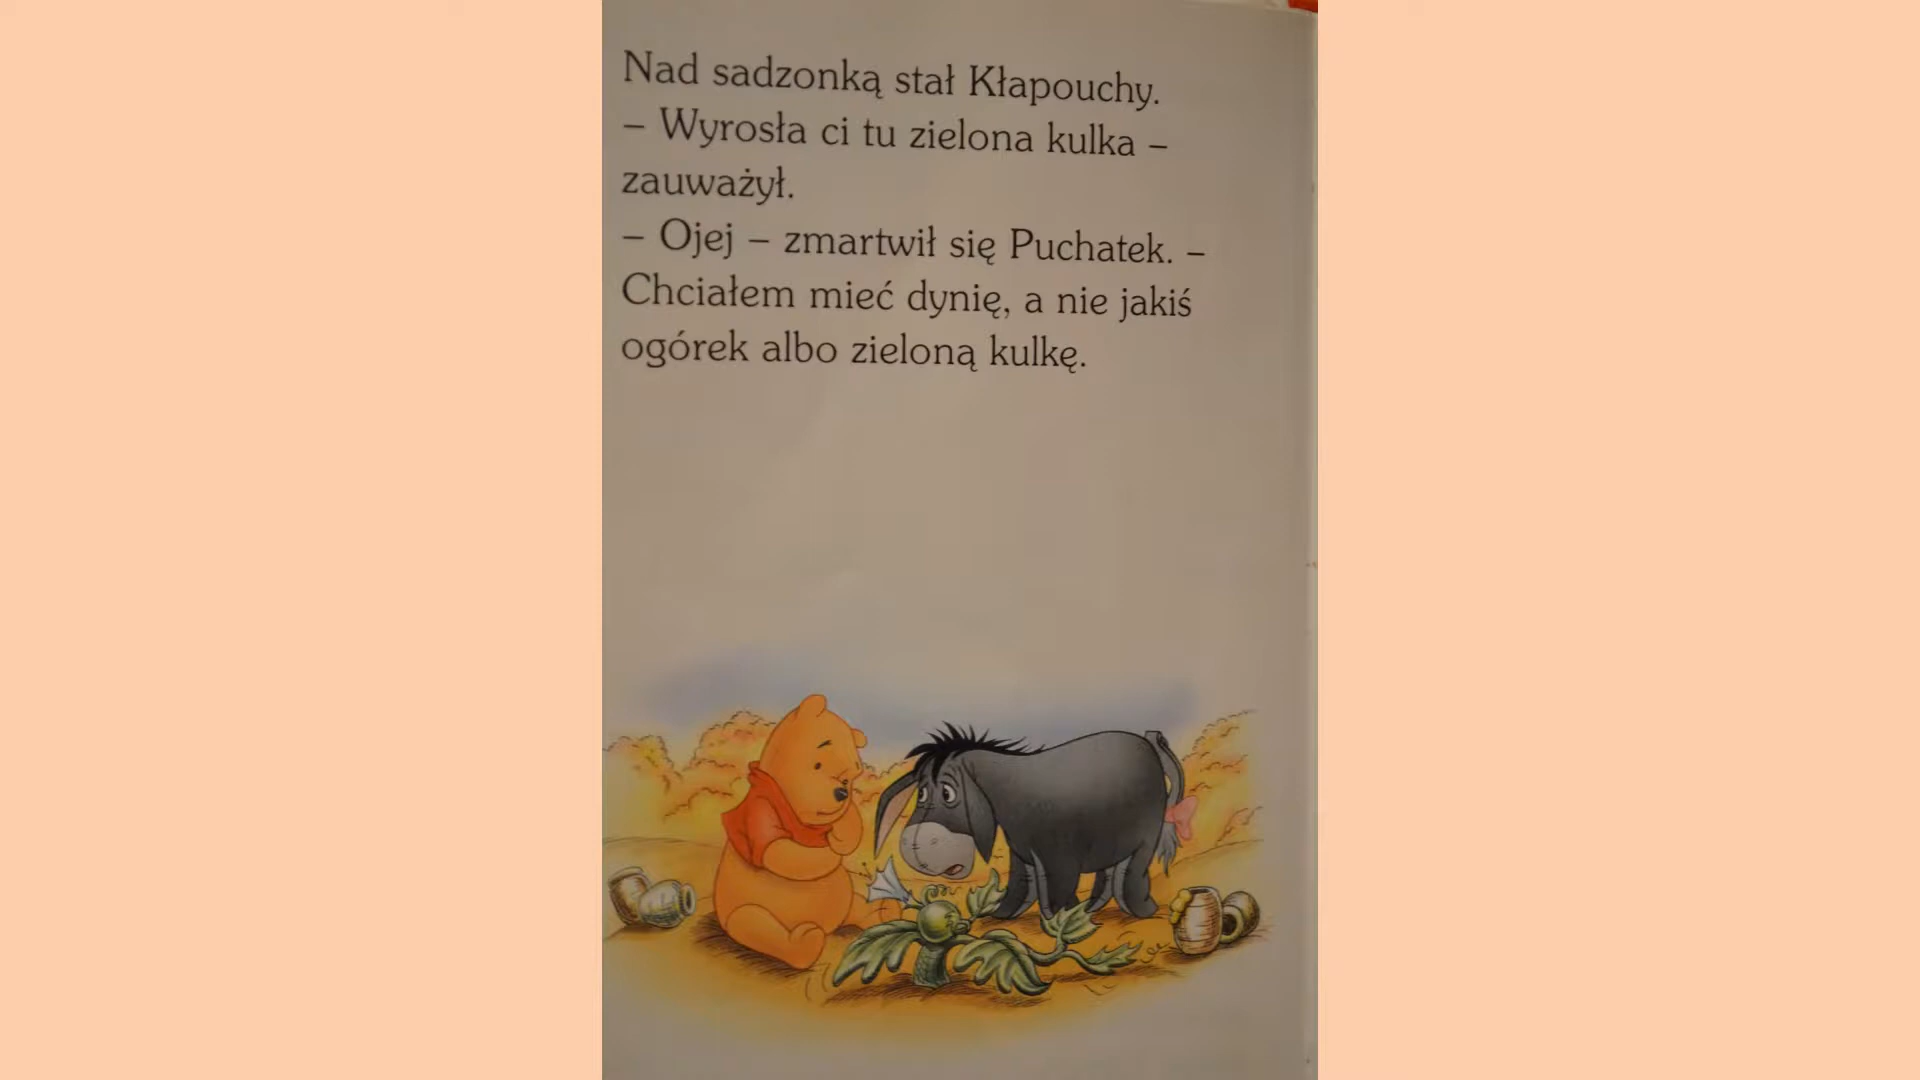 Nad sadzonką stał Kłapouchy.
– Wyrosła ci tu zielona kulka –
zauważył.
– Ojej – zmartwił się Puchatek. –
Chciałem mieć dynię, a nie jakiś
ogórek albo zieloną kulkę.